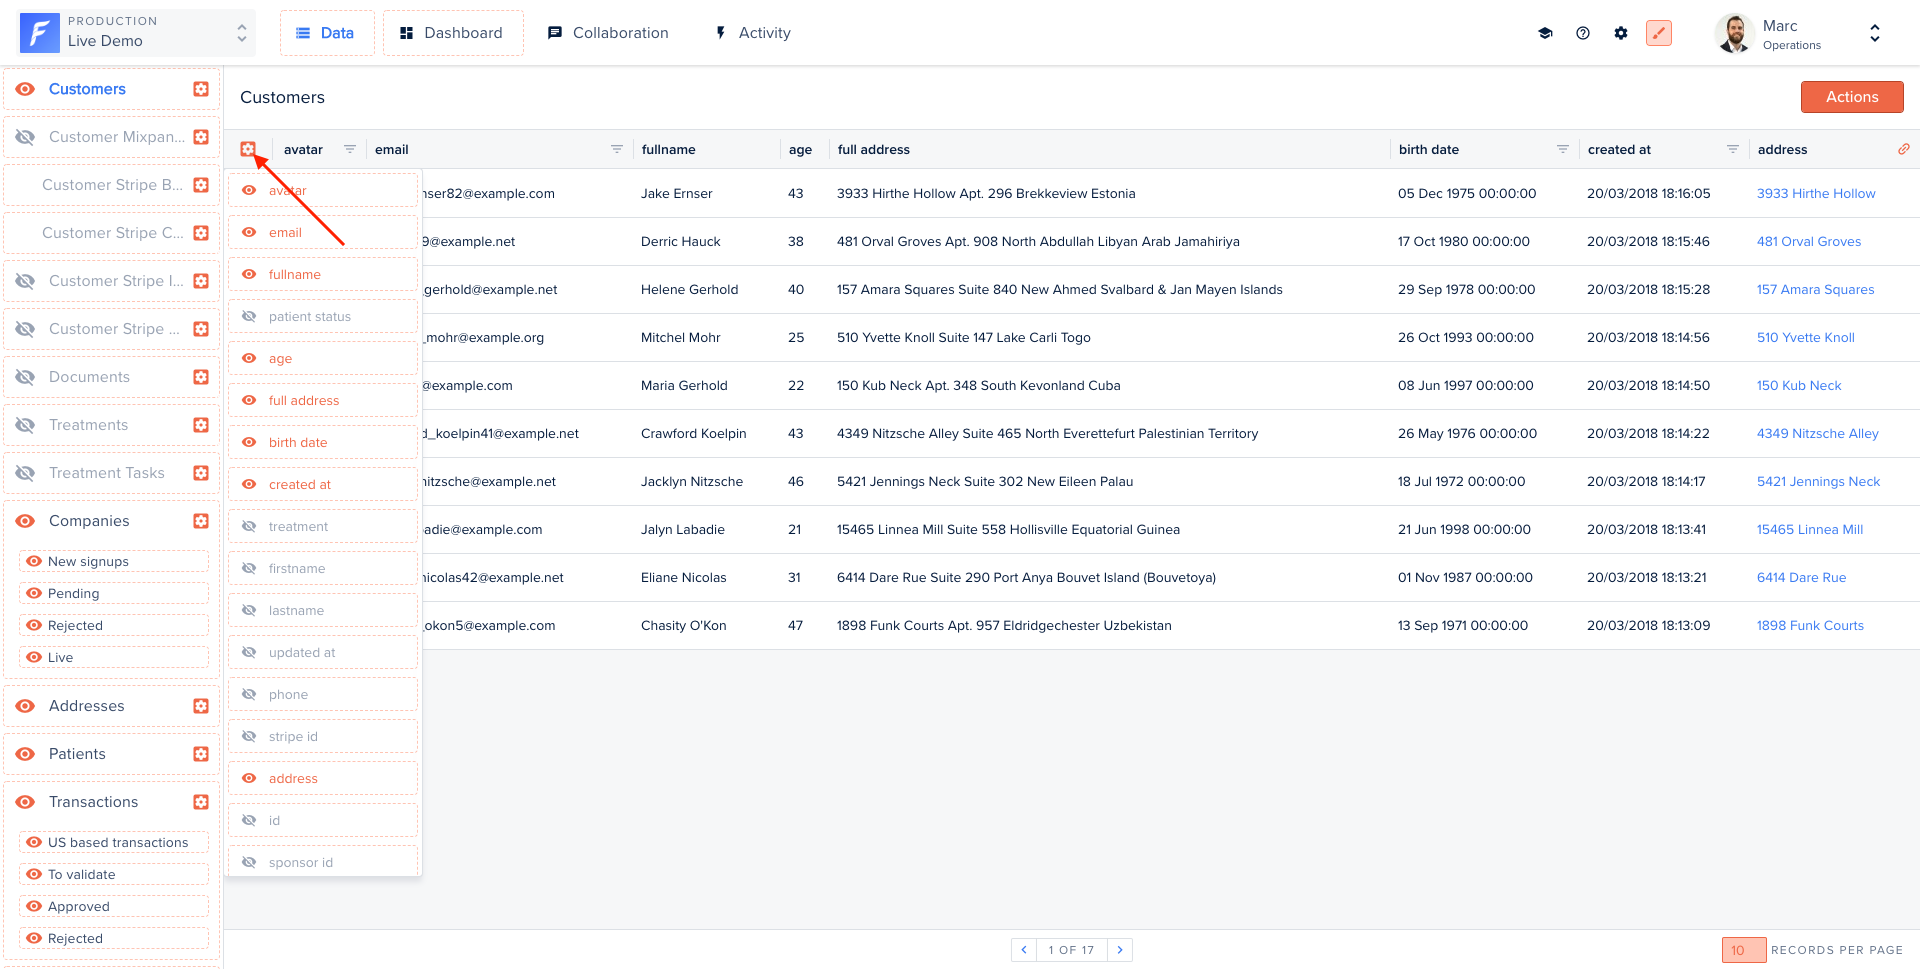 PRODUCTION
Live Demo
Data
Dashboard
Collaboration
Activity
Marc
Operations
Customers
Customer Mixpan...
Customer Stripe B...
Customer Stripe C...
Customer Stripe I...
Customer Stripe ...
Documents
Treatments
Treatment Tasks
Companies
New signups
Pending
Rejected
Live
Addresses
Patients
Transactions
US based transactions
To validate
Approved
Rejected
Customers
Actions
avatar email fullname age full address birth date created at address
avatar
email
fullname
patient status
age
full address
birth date
created at
treatment
firstname
lastname
updated at
phone
stripe id
address
id
sponsor id
nser82@example.com Jake Ernser 43 3933 Hirthe Hollow Apt. 296 Brekkeview Estonia 05 Dec 1975 00:00:00 20/03/2018 18:16:05 3933 Hirthe Hollow
9@example.net Derric Hauck 38 481 Orval Groves Apt. 908 North Abdullah Libyan Arab Jamahiriya 17 Oct 1980 00:00:00 20/03/2018 18:15:46 481 Orval Groves
_gerhold@example.net Helene Gerhold 40 157 Amara Squares Suite 840 New Ahmed Svalbard & Jan Mayen Islands 29 Sep 1978 00:00:00 20/03/2018 18:15:28 157 Amara Squares
_mohr@example.org Mitchel Mohr 25 510 Yvette Knoll Suite 147 Lake Carli Togo 26 Oct 1993 00:00:00 20/03/2018 18:14:56 510 Yvette Knoll
@example.com Maria Gerhold 22 150 Kub Neck Apt. 348 South Kevonland Cuba 08 Jun 1997 00:00:00 20/03/2018 18:14:50 150 Kub Neck
d_koelpin41@example.net Crawford Koelpin 43 4349 Nitzsche Alley Suite 465 North Everettefurt Palestinian Territory 26 May 1976 00:00:00 20/03/2018 18:14:22 4349 Nitzsche Alley
nitzsche@example.net Jacklyn Nitzsche 46 5421 Jennings Neck Suite 302 New Eileen Palau 18 Jul 1972 00:00:00 20/03/2018 18:14:17 5421 Jennings Neck
adie@example.com Jalyn Labadie 21 15465 Linnea Mill Suite 558 Hollisville Equatorial Guinea 21 Jun 1998 00:00:00 20/03/2018 18:13:41 15465 Linnea Mill
nicolas42@example.net Eliane Nicolas 31 6414 Dare Rue Suite 290 Port Anya Bouvet Island (Bouvetoya) 01 Nov 1987 00:00:00 20/03/2018 18:13:21 6414 Dare Rue
_okon5@example.com Chasity O'Kon 47 1898 Funk Courts Apt. 957 Eldridgechester Uzbekistan 13 Sep 1971 00:00:00 20/03/2018 18:13:09 1898 Funk Courts
1 OF 17
10 RECORDS PER PAGE